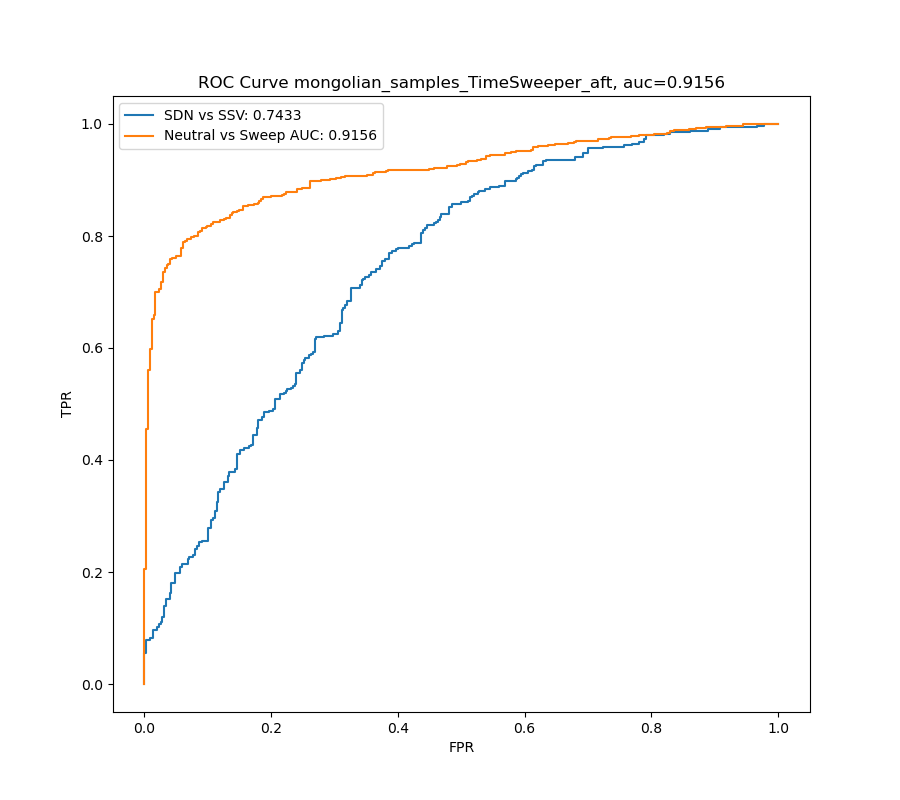 ROC Curve mongolian_samples_TimeSweeper_aft, auc=0.9156
SDN vs SSV: 0.7433
Neutral vs Sweep AUC: 0.9156
1.0
0.8
0.6
0.4
0.2
0.0
TPR
0.0 0.2 0.4 0.6 0.8 1.0
FPR